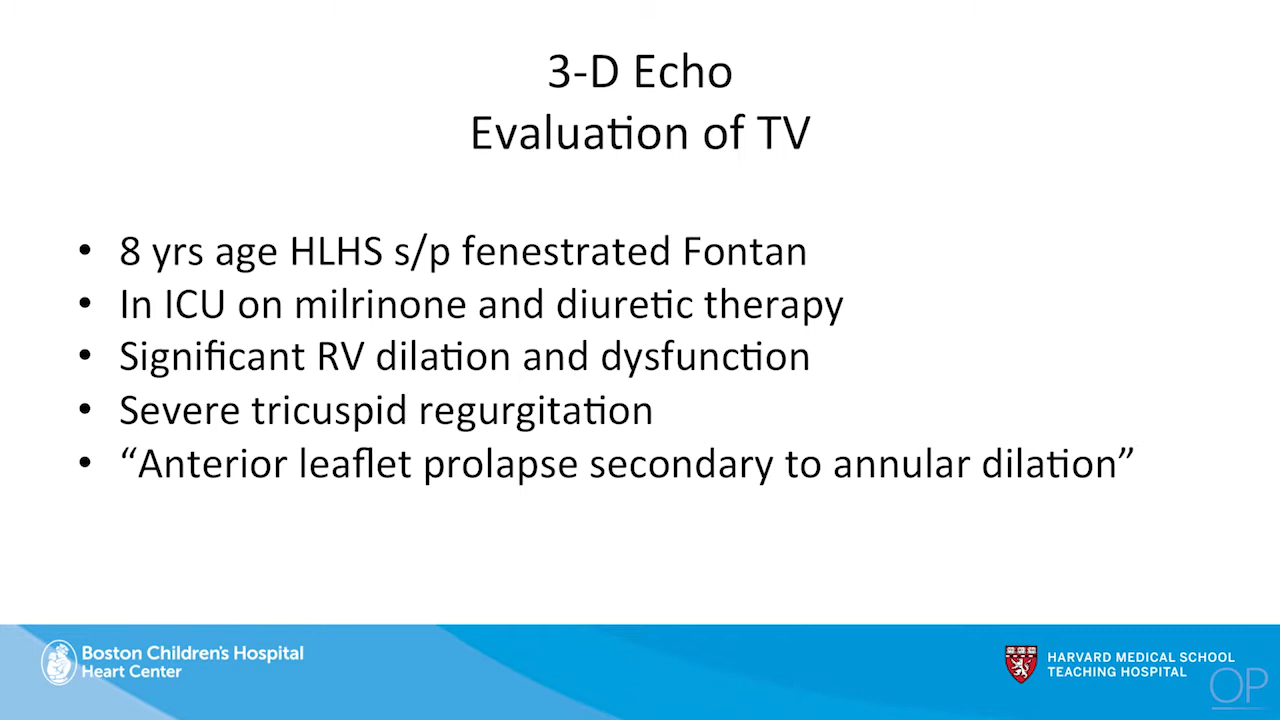 3-D Echo
Evaluation of TV
• 8 yrs age HLHS s/p fenestrated Fontan
• In ICU on milrinone and diuretic therapy
• Significant RV dilation and dysfunction
• Severe tricuspid regurgitation
• “Anterior leaflet prolapse secondary to annular dilation”
Boston Children's Hospital
Heart Center
HARVARD MEDICAL SCHOOL
TEACHING HOSPITAL
OP